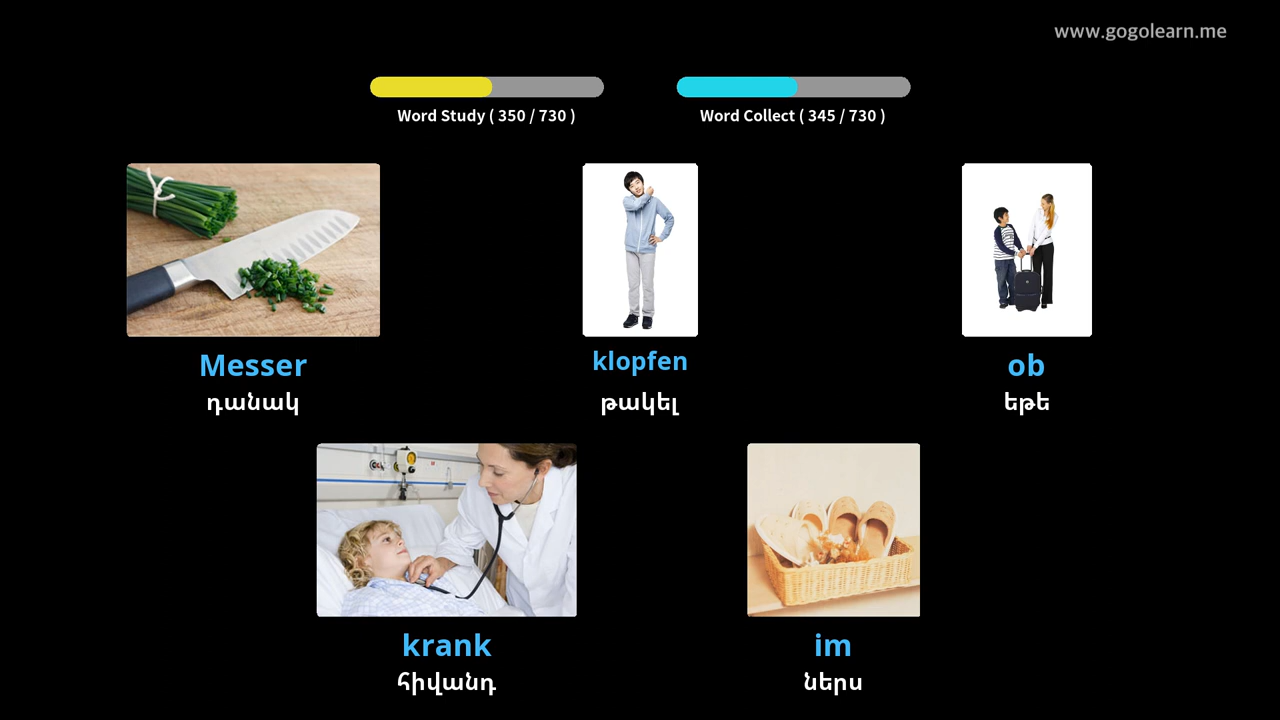 www.gogolearn.me
Word Study ( 350 / 730 )
Word Collect ( 345 / 730 )
Messer
դանակ
klopfen
թակել
ob
եթե
krank
հիվանդ
im
ներս